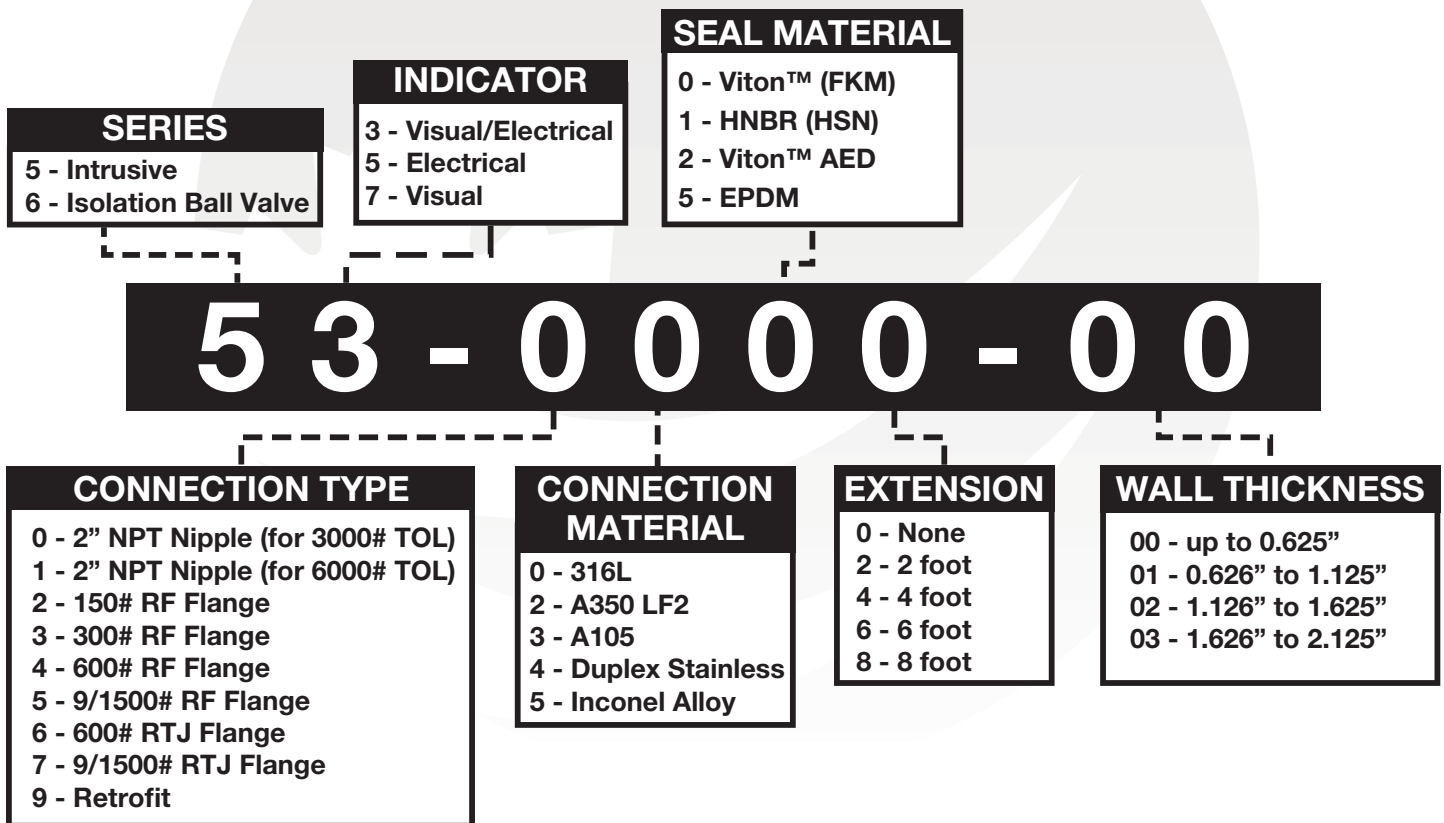 SERIES
5 - Intrusive
6 - Isolation Ball Valve
INDICATOR
3 - Visual/Electrical
5 - Electrical
7 - Visual
SEAL MATERIAL
0 - Viton™ (FKM)
1 - HNBR (HSN)
2 - Viton™ AED
5 - EPDM
53-0000-00
CONNECTION TYPE
0 - 2” NPT Nipple (for 3000# TOL)
1 - 2” NPT Nipple (for 6000# TOL)
2 - 150# RF Flange
3 - 300# RF Flange
4 - 600# RF Flange
5 - 9/1500# RF Flange
6 - 600# RTJ Flange
7 - 9/1500# RTJ Flange
9 - Retrofit
CONNECTION
MATERIAL
0 - 316L
2 - A350 LF2
3 - A105
4 - Duplex Stainless
5 - Inconel Alloy
EXTENSION
0 - None
2 - 2 foot
4 - 4 foot
6 - 6 foot
8 - 8 foot
WALL THICKNESS
00 - up to 0.625”
01 - 0.626” to 1.125”
02 - 1.126” to 1.625”
03 - 1.626” to 2.125”